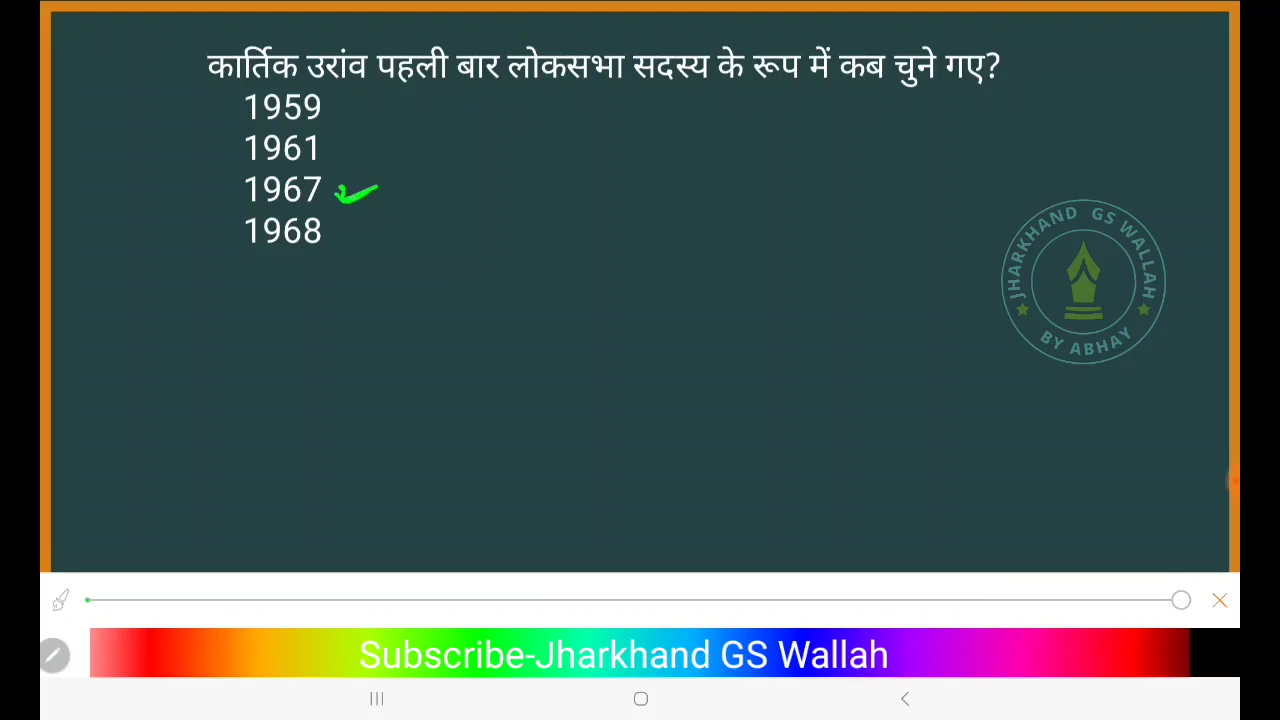 कार्तिक उरांव पहली बार लोकसभा सदस्य के रूप में कब चुने गए?
1959
1961
1967
1968
JHARKHAND GS WALLAH
BY ABHAY
Subscribe-Jharkhand GS Wallah